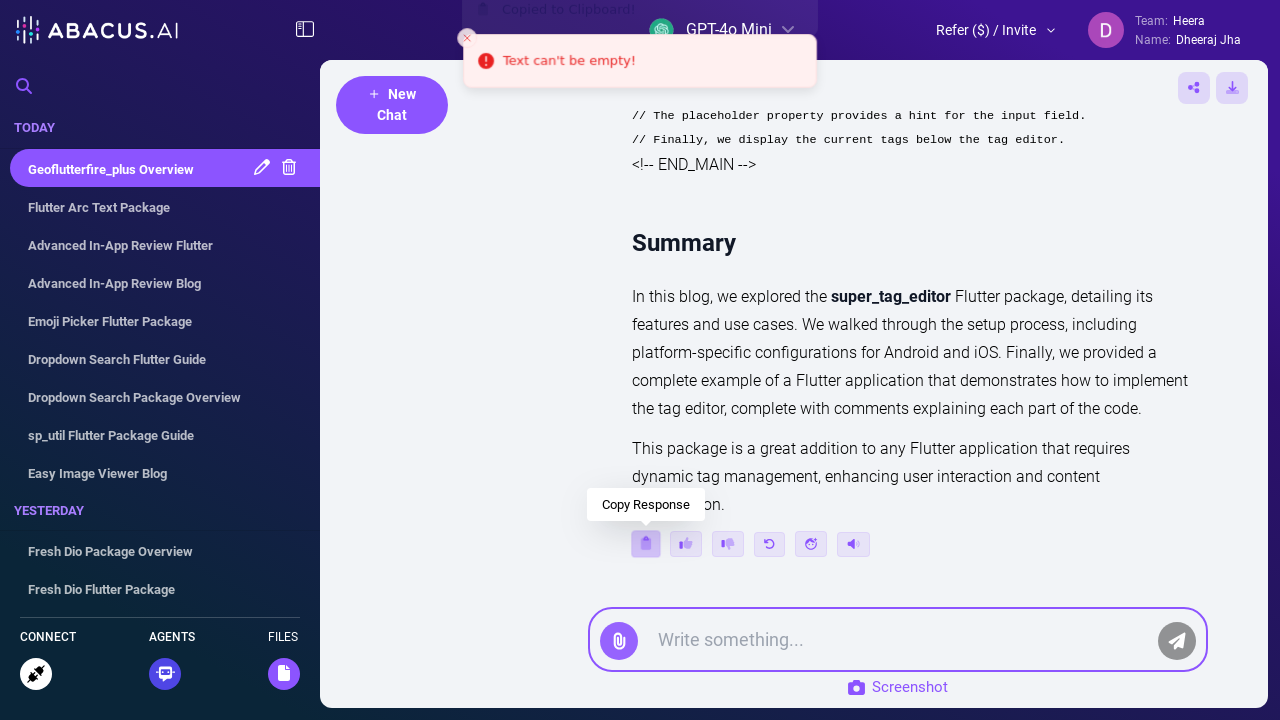 ABACUS.AI
Copied to Clipboard!
GPT-4o Mini
Text can't be empty!
Refer ($) / Invite
D
Team: Heera
Name: Dheeraj Jha
TODAY
Geoflutterfire_plus Overview
Flutter Arc Text Package
Advanced In-App Review Flutter
Advanced In-App Review Blog
Emoji Picker Flutter Package
Dropdown Search Flutter Guide
Dropdown Search Package Overview
sp_util Flutter Package Guide
Easy Image Viewer Blog
YESTERDAY
Fresh Dio Package Overview
Fresh Dio Flutter Package
CONNECT
AGENTS
FILES
+ New
Chat
// The placeholder property provides a hint for the input field.
// Finally, we display the current tags below the tag editor.
<!-- END_MAIN -->
Summary
In this blog, we explored the super_tag_editor Flutter package, detailing its
features and use cases. We walked through the setup process, including
platform-specific configurations for Android and iOS. Finally, we provided a
complete example of a Flutter application that demonstrates how to implement
the tag editor, complete with comments explaining each part of the code.
This package is a great addition to any Flutter application that requires
dynamic tag management, enhancing user interaction and content
on.
Copy Response
Write something...
Screenshot